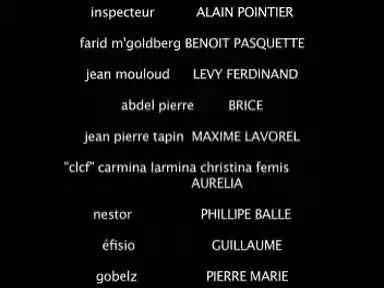 inspecteur ALAIN POINTIER
farid m'goldberg BENOIT PASQUETTE
jean mouloud LEVY FERDINAND
abdel pierre BRICE
jean pierre tapin MAXIME LAVOREL
"clcf" carmina larmina christina femis
AURELIA
nestor PHILLIPE BALLE
éfisio GUILLAUME
gobelz PIERRE MARIE